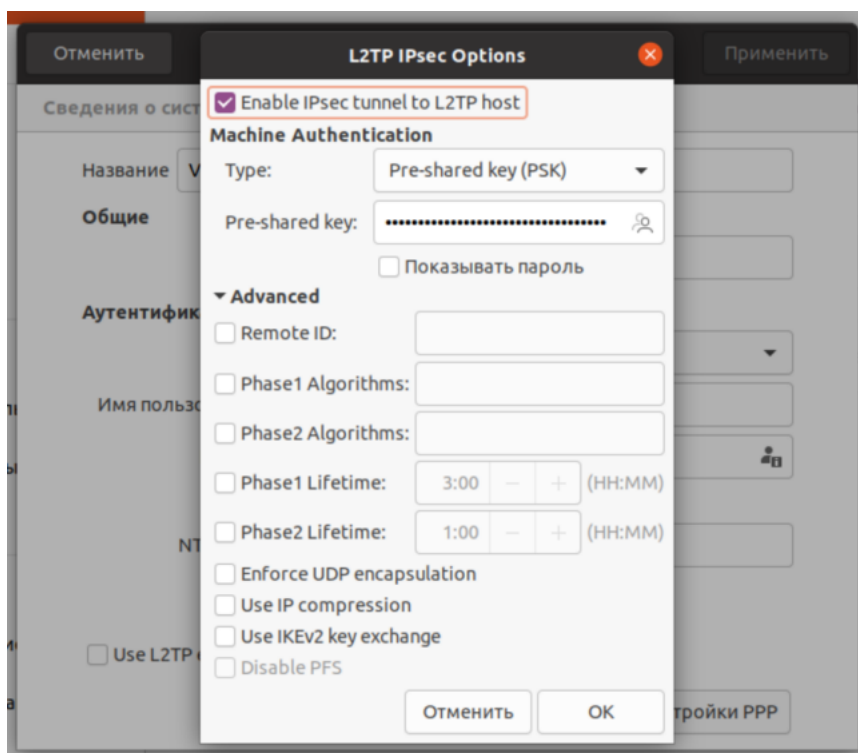 Отменить
L2TP IPsec Options
Применить
Сведения о сист
Enable IPsec tunnel to L2TP host
Machine Authentication
Название V
Type: Pre-shared key (PSK)
Общие
Pre-shared key: ••••••••••••••••••••••••••••••••••
Показывать пароль
Advanced
Аутентифик
Remote ID:
Phase1 Algorithms:
Имя пользо
Phase2 Algorithms:
Phase1 Lifetime: 3:00 − + (HH:MM)
Phase2 Lifetime: 1:00 − + (HH:MM)
NT
Enforce UDP encapsulation
Use IP compression
Use IKEv2 key exchange
Use L2TP
Disable PFS
Отменить
OK
тройки PPP